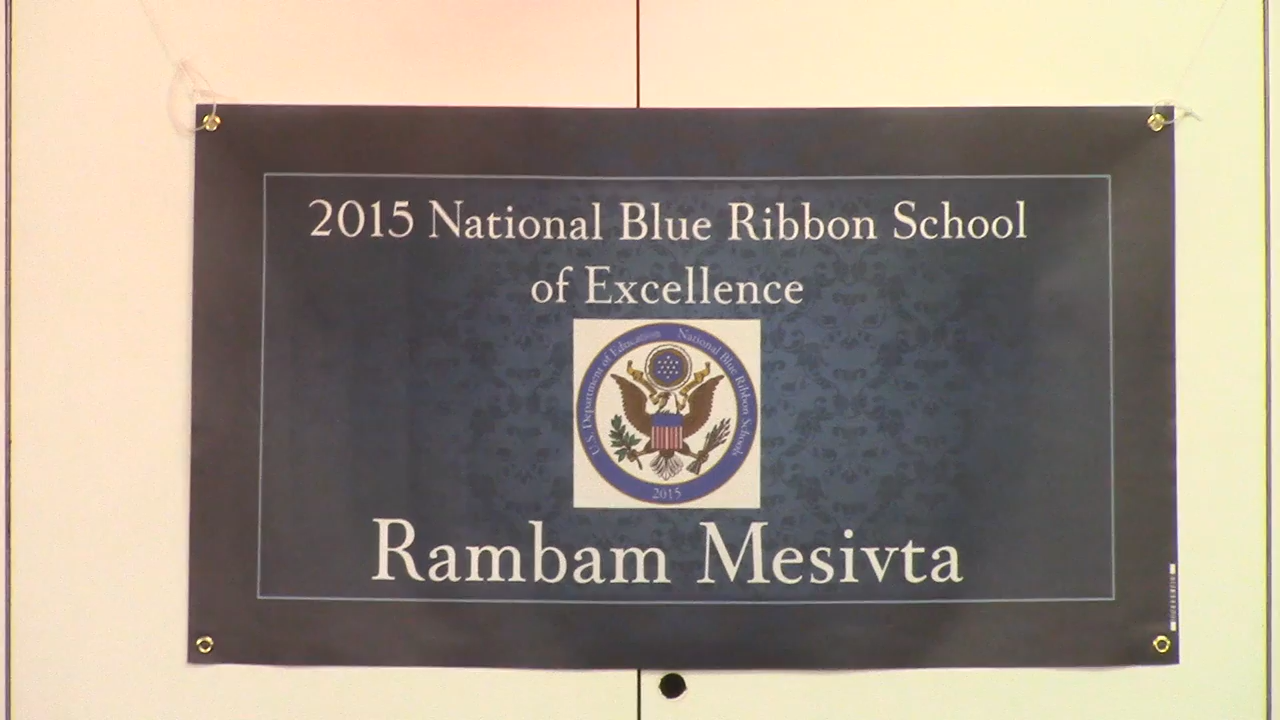 2015 National Blue Ribbon School
of Excellence
U.S. Department of Education National Blue Ribbon Schools
2015
Rambam Mesivta